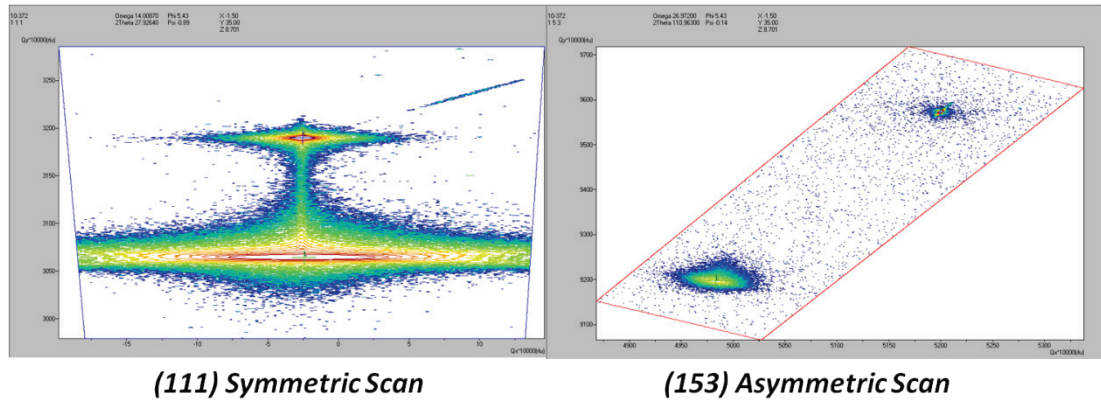 10-372
1 1 1
Omega 14.00870
2Theta 27.92640
Phi 5.43
Psi -0.89
X -1.50
Y 35.00
Z 8.701
Qy*10000(rlu)
3250
3200
3150
3100
3050
3000
-15
-10
-5
0
5
10
Qx*10000(rlu)
(111) Symmetric Scan
10-372
1 5 3
Omega 26.97200
2Theta 110.96300
Phi 5.43
Psi -0.14
X -1.50
Y 35.00
Z 8.701
Qy*10000(rlu)
9700
9600
9500
9400
9300
9200
9100
4900
4950
5000
5050
5100
5150
5200
5250
5300
Qx*10000(rlu)
(153) Asymmetric Scan